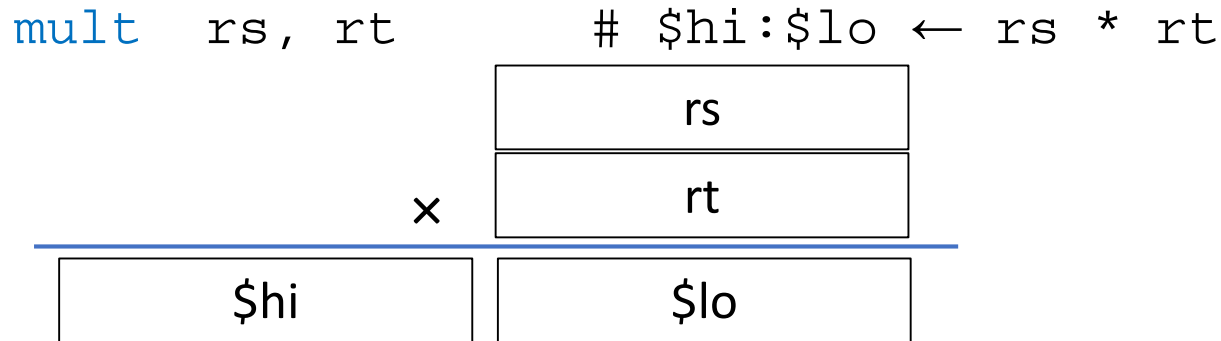 mult rs, rt # $hi:$lo ← rs * rt
rs
rt
×
$hi $lo